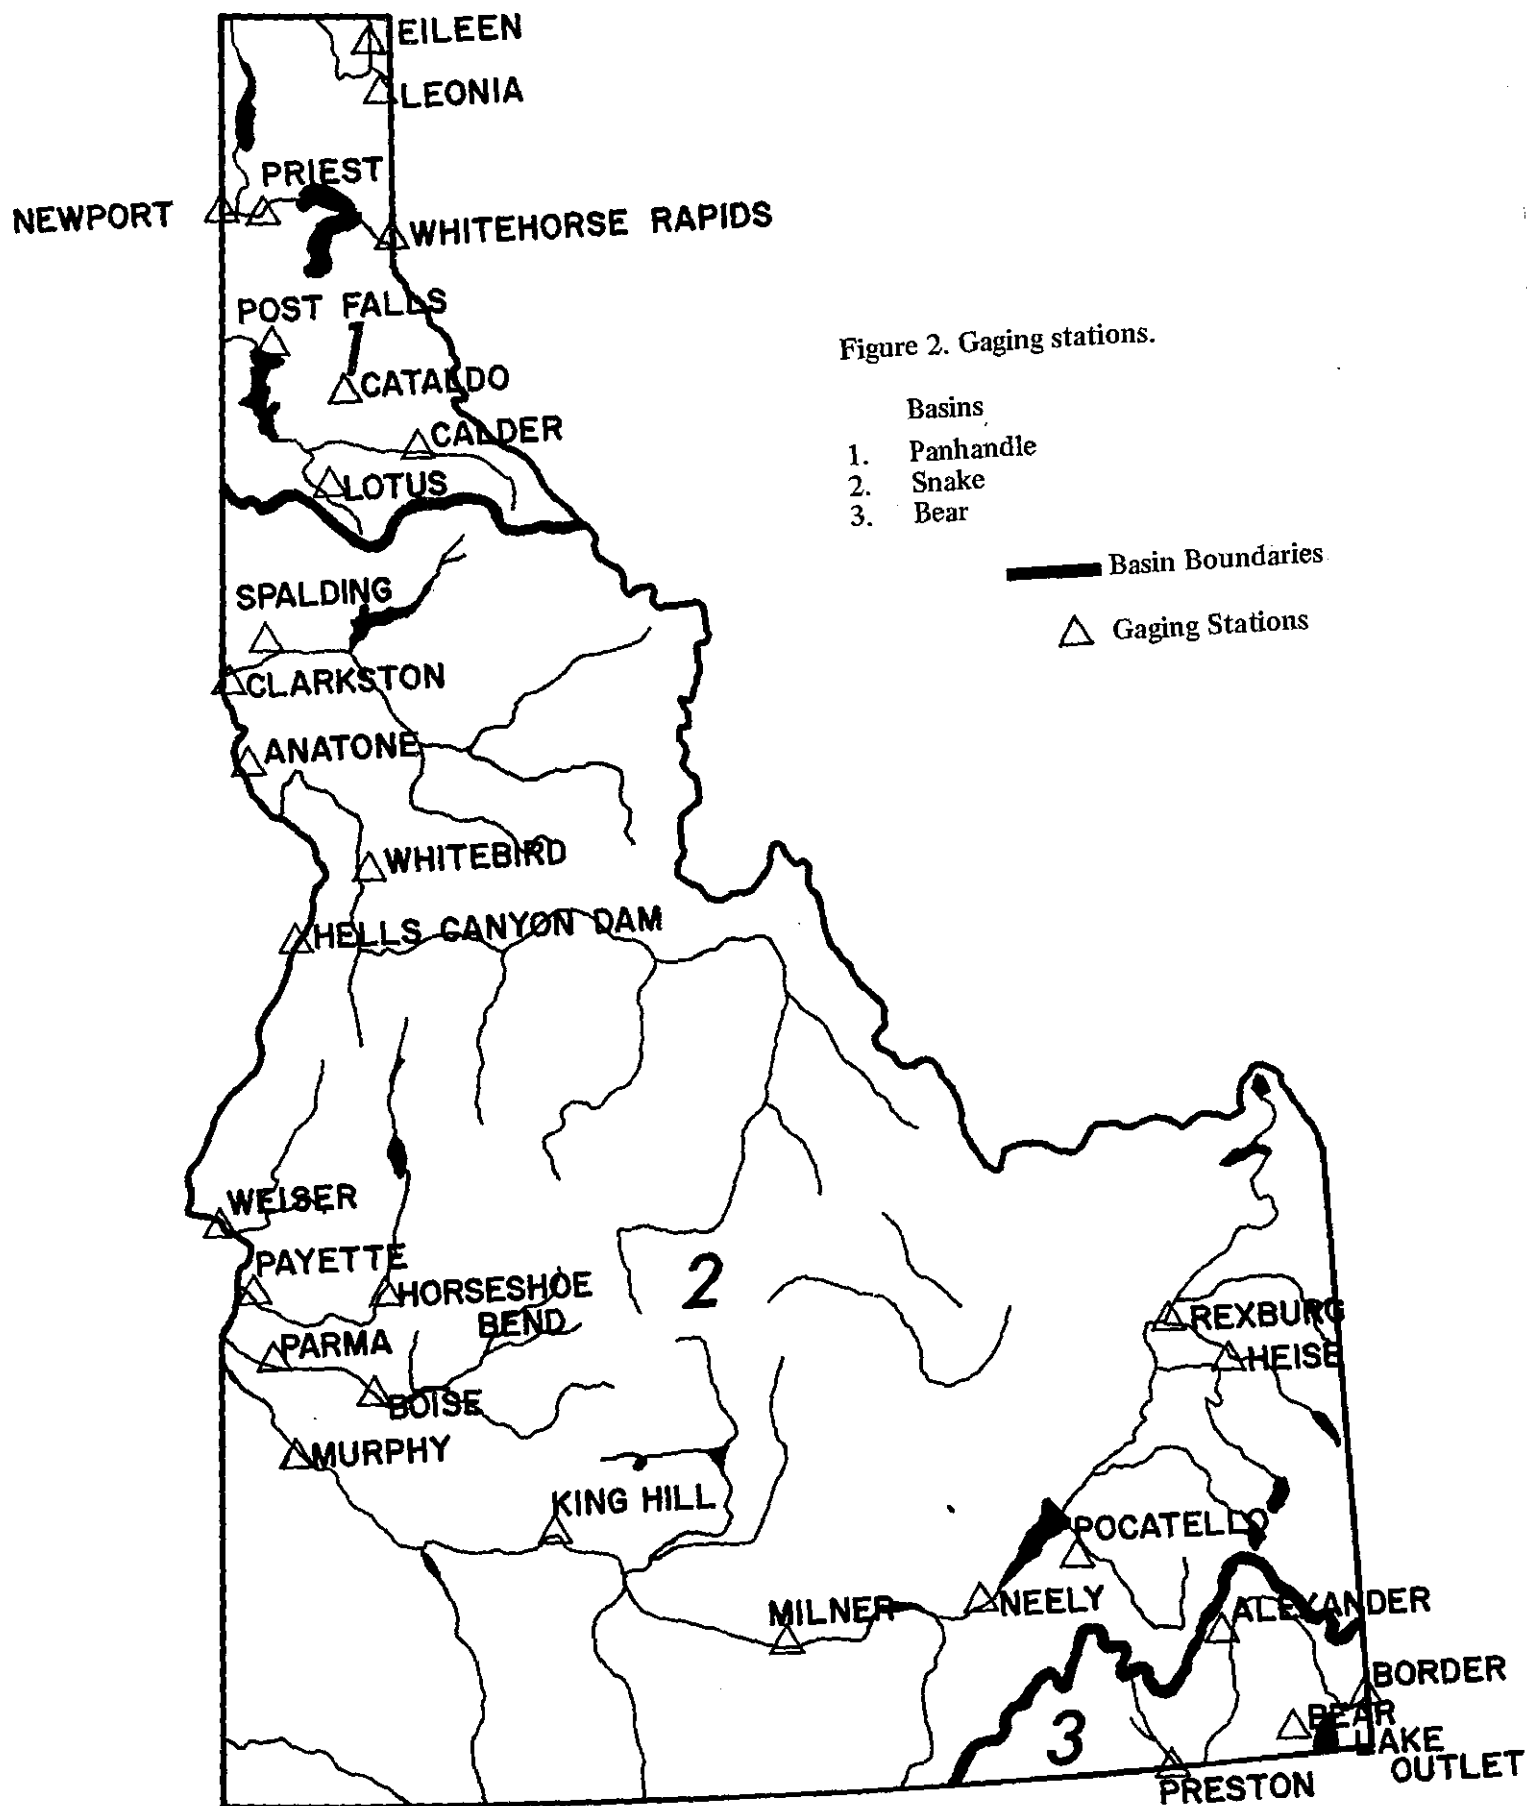 EILEEN
LEONIA
PRIEST
NEWPORT
WHITEHORSE RAPIDS
POST FALLS
1
CATALDO
CALDER
LOTUS
Figure 2. Gaging stations.
Basins
1. Panhandle
2. Snake
3. Bear
Basin Boundaries
Gaging Stations
SPALDING
CLARKSTON
ANATONE
WHITEBIRD
HELLS CANYON DAM
WEISER
PAYETTE
HORSESHOE
BEND
2
PARMA
BOISE
MURPHY
KING HILL
REXBURG
HEISE
POCATELLO
NEELY
MILNER
ALEXANDER
BORDER
BEAR
LAKE
OUTLET
3
PRESTON